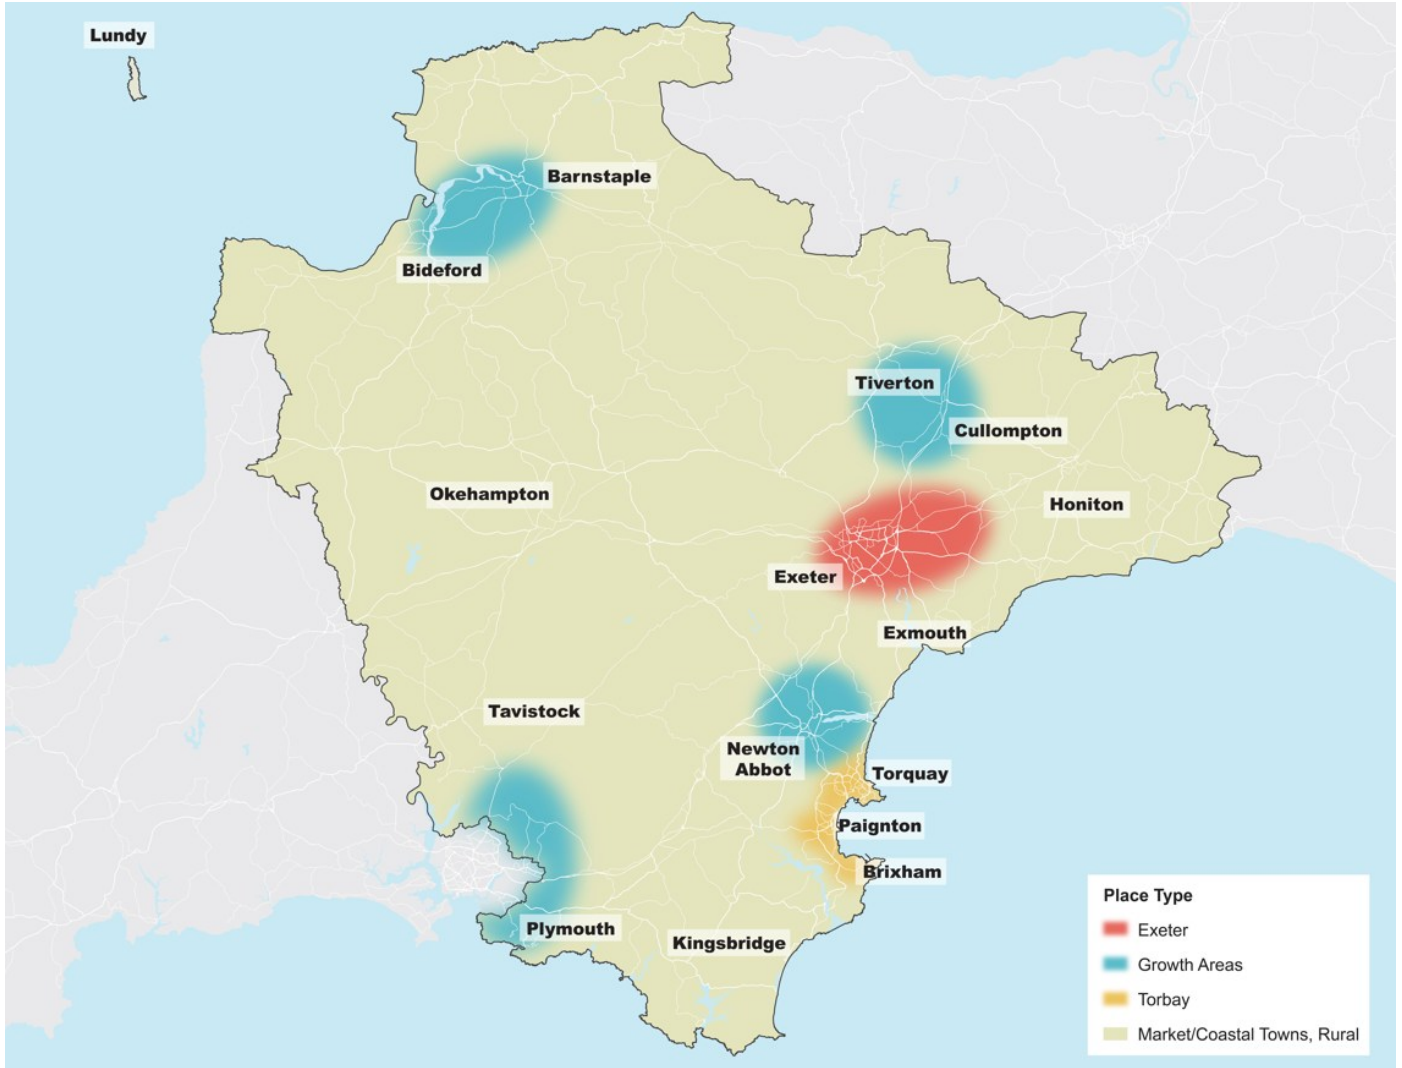 Lundy
Barnstaple
Bideford
Tiverton
Cullompton
Okehampton
Honiton
Exeter
Exmouth
Tavistock
Newton
Abbot
Torquay
Paignton
Brixham
Plymouth
Kingsbridge
Place Type
Exeter
Growth Areas
Torbay
Market/Coastal Towns, Rural